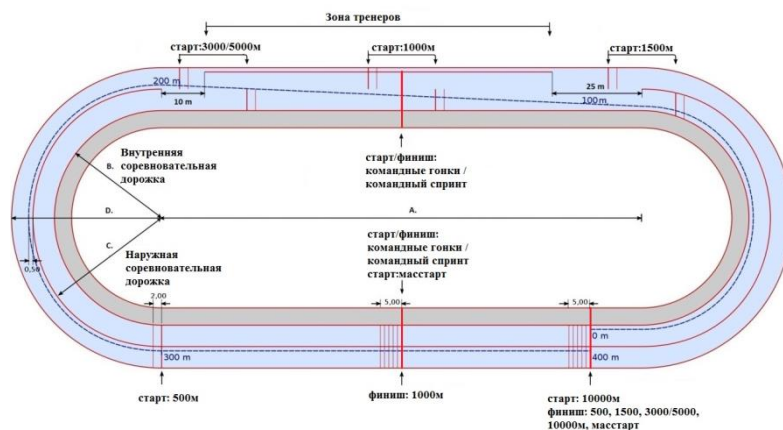 Зона тренеров
старт:3000/5000м
старт:1000м
старт:1500м
200 m
10 m
25 m
100m
Внутренняя
соревновательная
дорожка
B.
старт/финиш:
командные гонки /
командный спринт
D.
A.
C.
Наружная
соревновательная
дорожка
старт/финиш:
командные гонки /
командный спринт
старт:масстарт
0,50
2,00
5,00
5,00
0 m
300 m
400 m
старт: 500м
финиш: 1000м
старт: 10000м
финиш: 500, 1500, 3000/5000,
10000м, масстарт